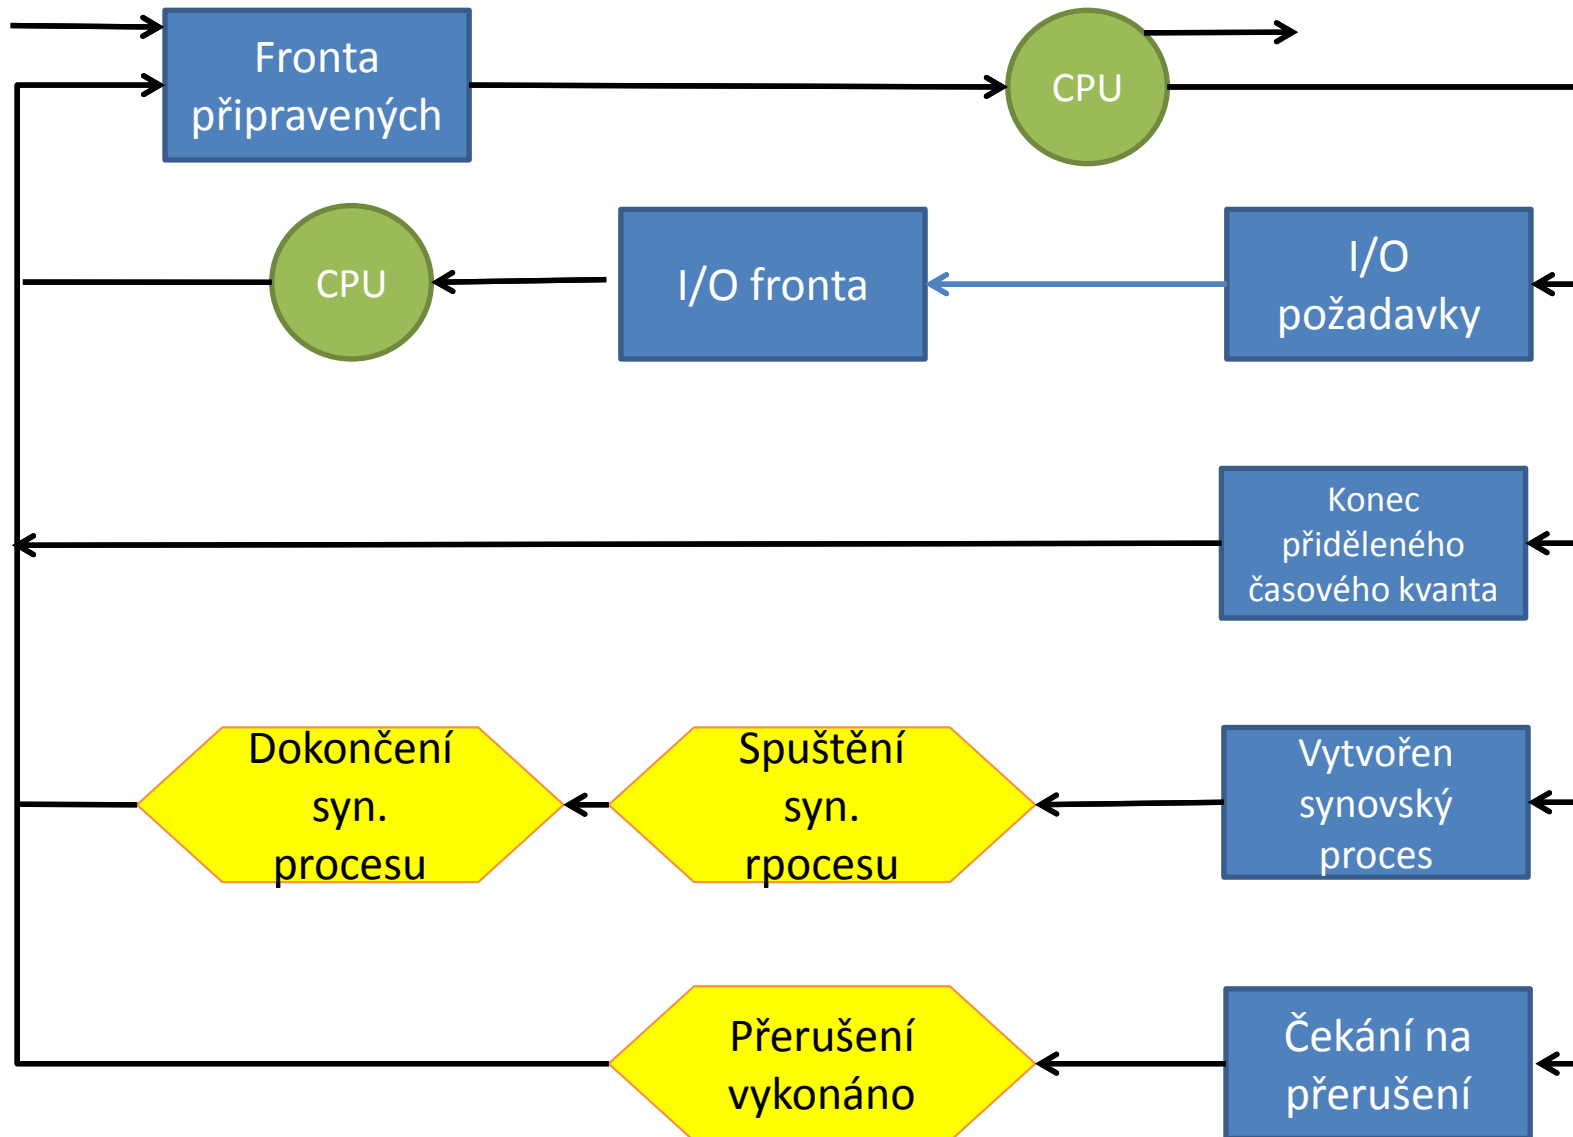 Fronta
připravených
CPU
CPU
I/O fronta
I/O
požadavky
Konec
přiděleného
časového kvanta
Dokončení
syn.
procesu
Spuštění
syn.
rpocesu
Vytvořen
synovský
proces
Přerušení
vykonáno
Čekání na
přerušení